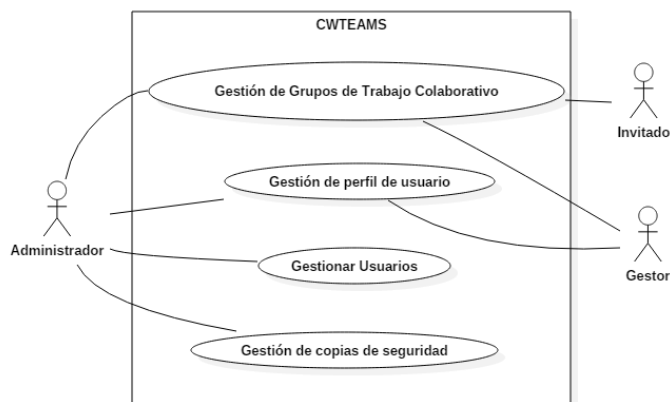 CWTEAMS
Gestión de Grupos de Trabajo Colaborativo
Invitado
Gestión de perfil de usuario
Administrador
Gestionar Usuarios
Gestor
Gestión de copias de seguridad